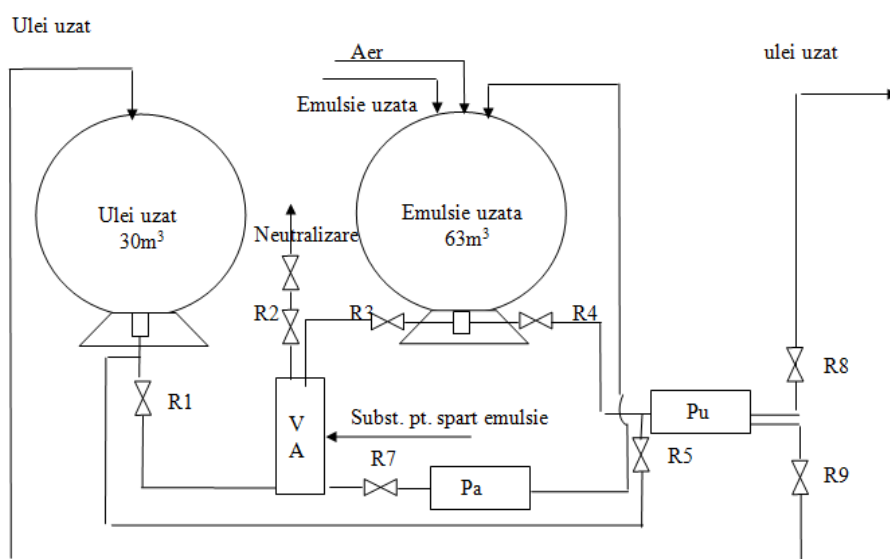 Ulei uzat
Aer
ulei uzat
Emulsie uzata
Ulei uzat
30m³
Emulsie uzata
63m³
Neutralizare
R2
R3
R4
R1
V
A
Subst. pt. spart emulsie
R7
Pa
Pu
R5
R8
R9